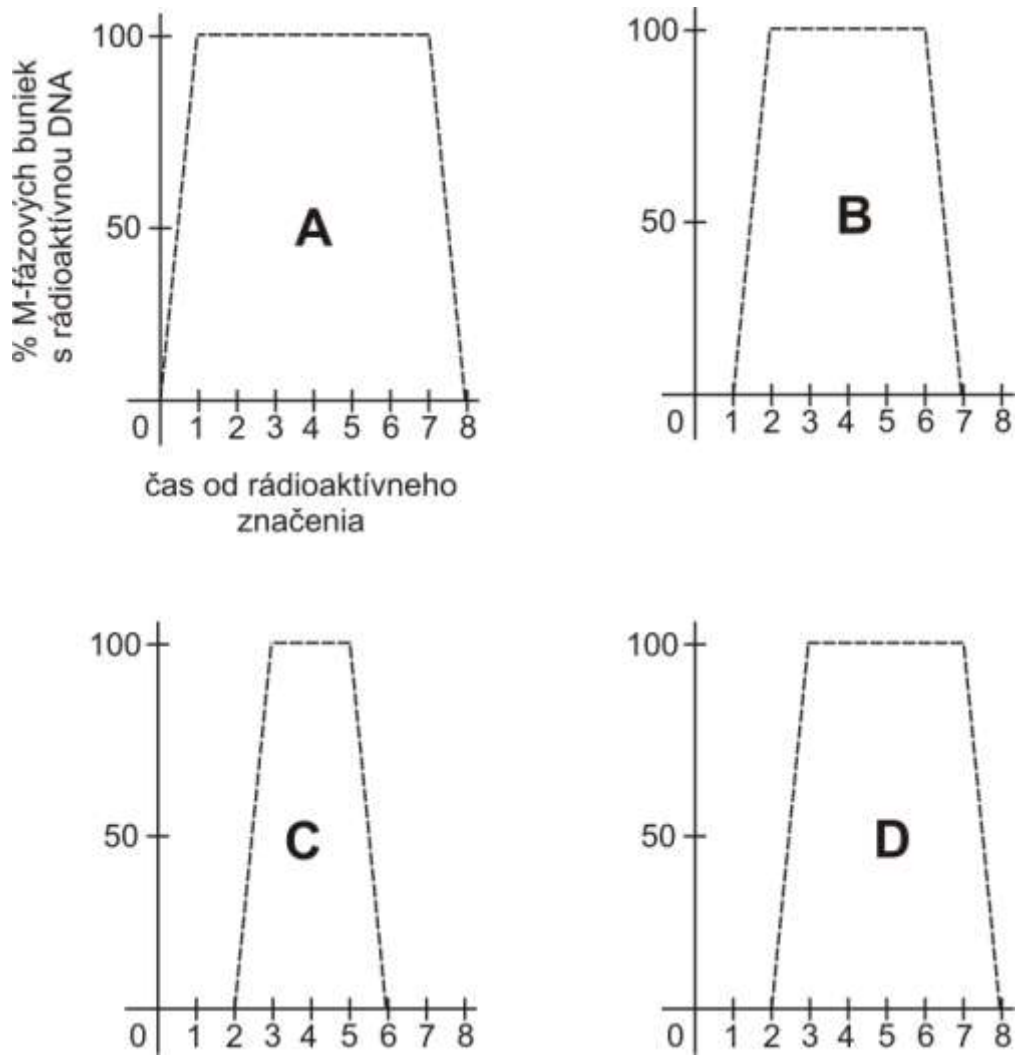 % M-fázových buniek
s rádioaktívnou DNA
100
50
A
0 1 2 3 4 5 6 7 8
čas od rádioaktívneho
značenia
100
50
B
0 1 2 3 4 5 6 7 8
100
50
C
0 1 2 3 4 5 6 7 8
100
50
D
0 1 2 3 4 5 6 7 8